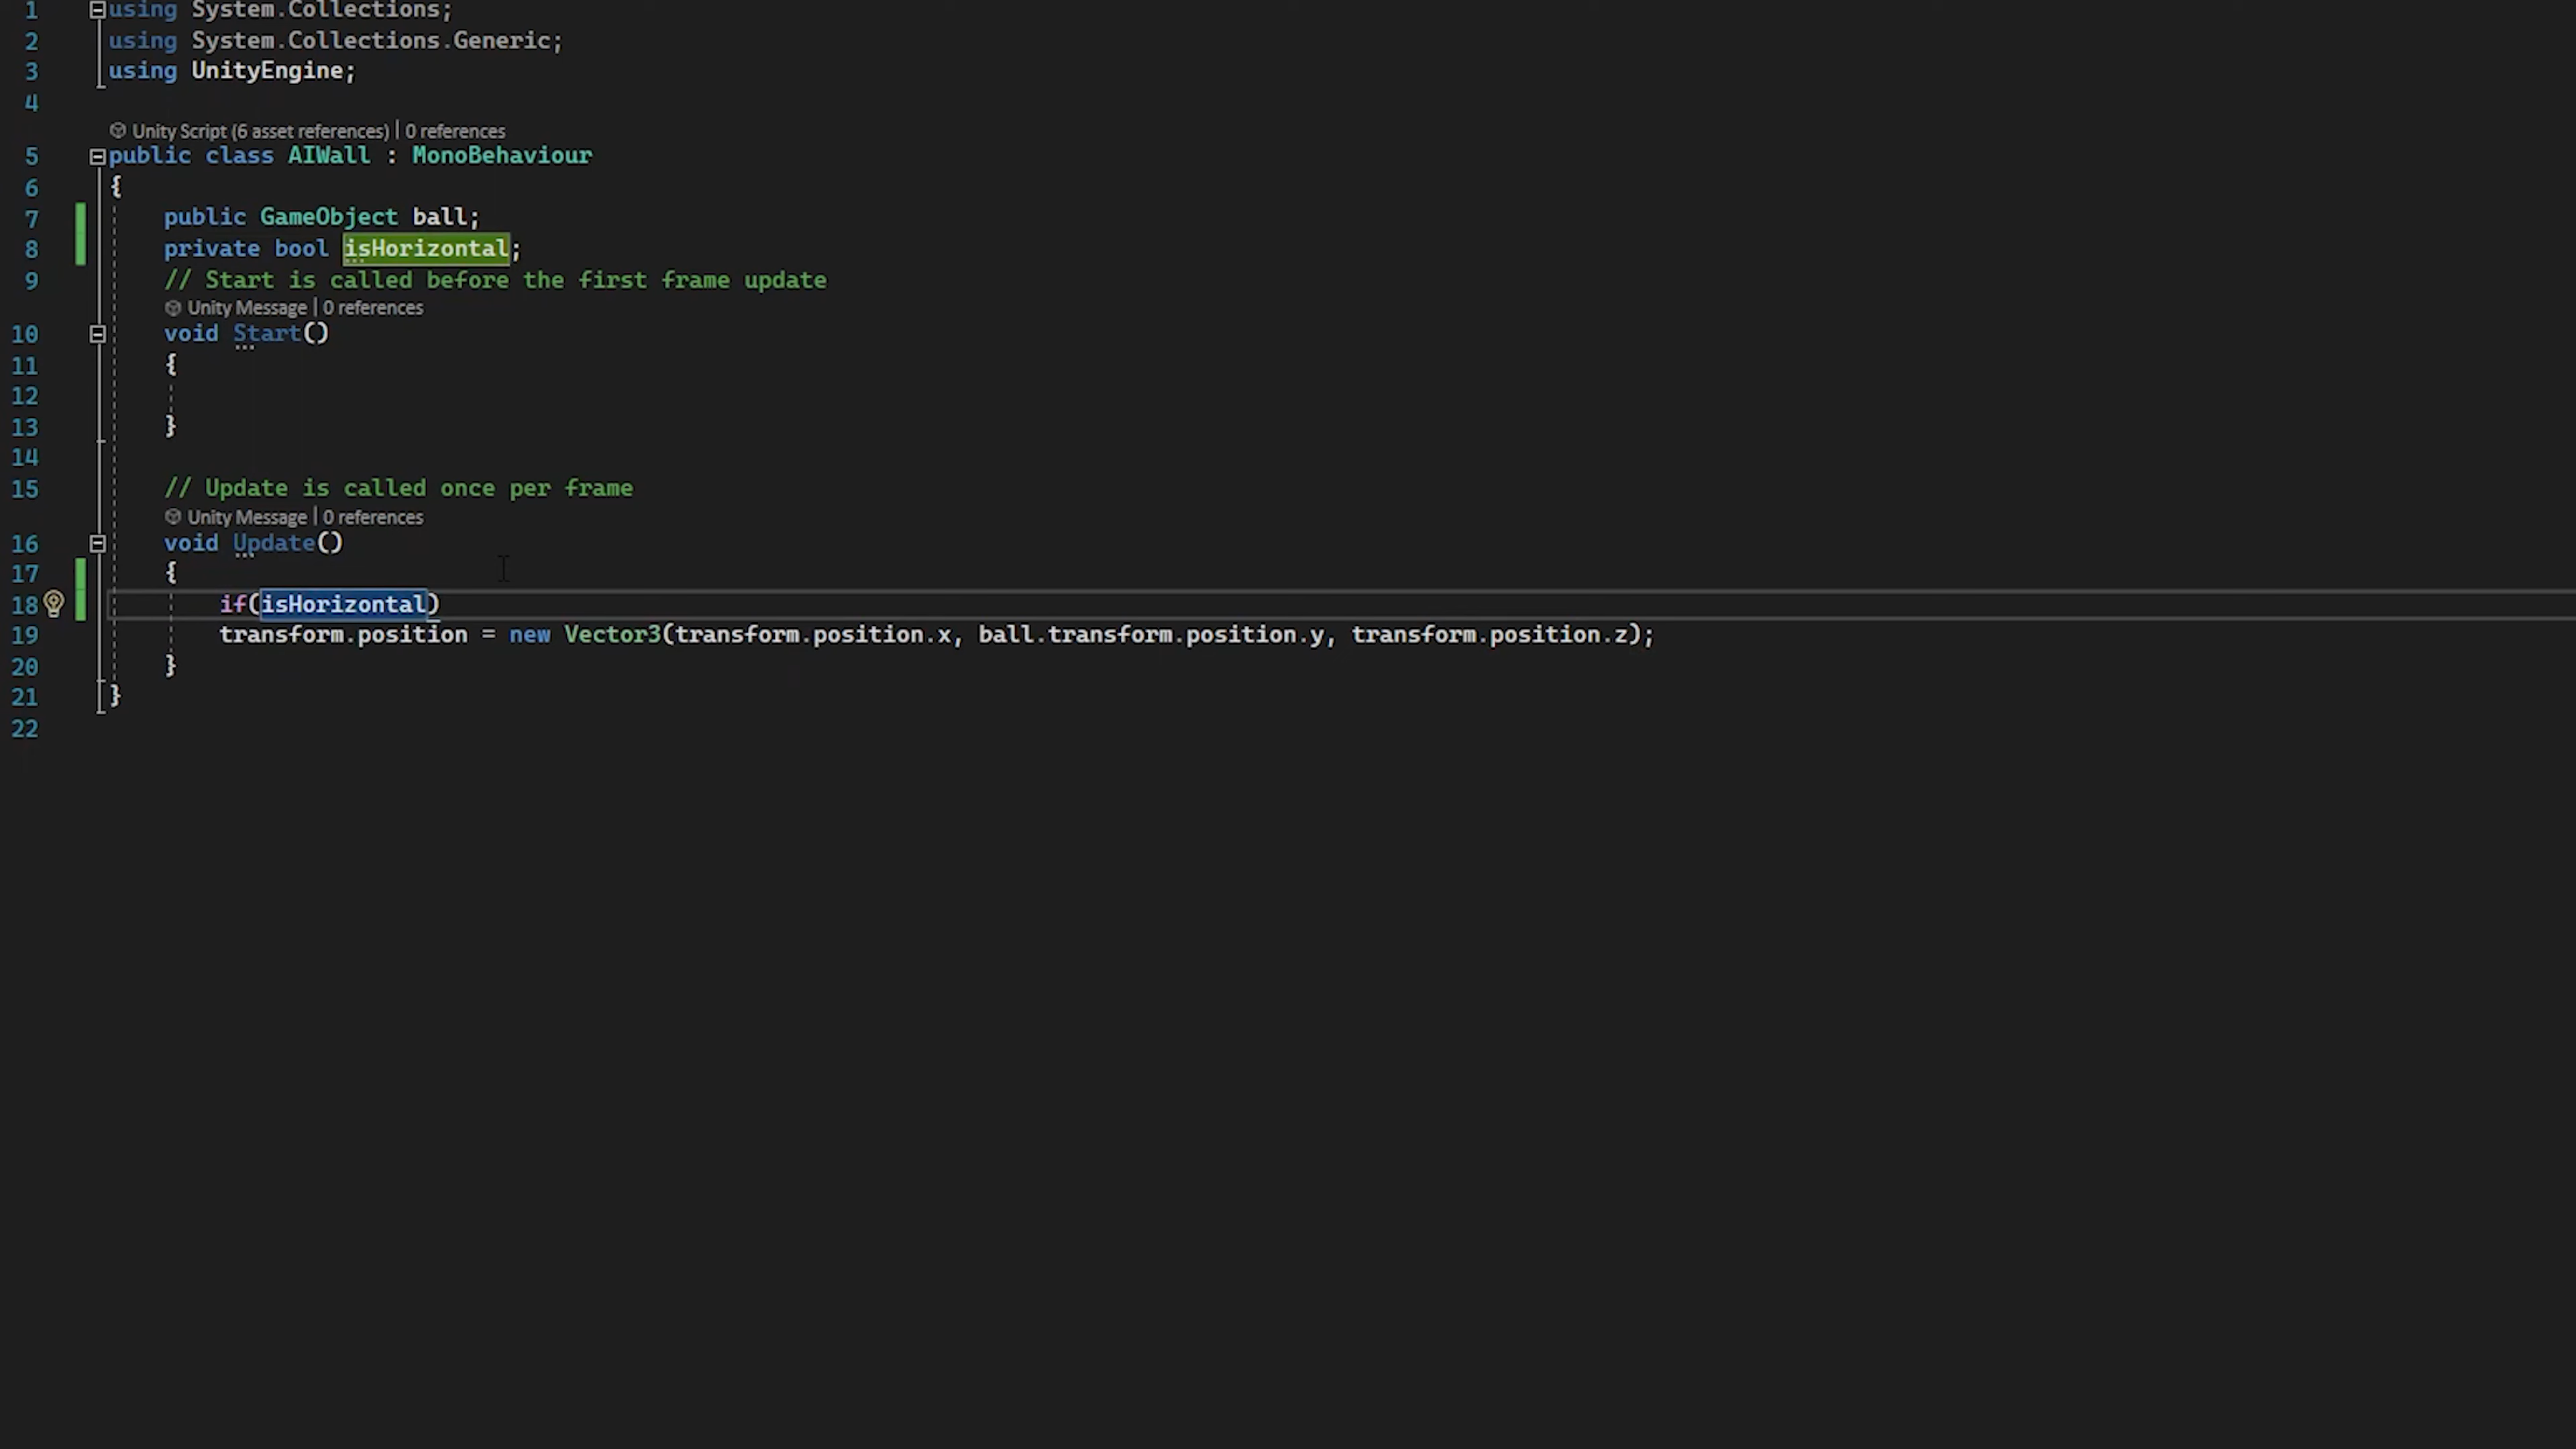 1 using System.Collections;
2 using System.Collections.Generic;
3 using UnityEngine;
4
Unity Script (6 asset references) | 0 references
5 public class AIWall : MonoBehaviour
6 {
7 public GameObject ball;
8 private bool isHorizontal;
9 // Start is called before the first frame update
Unity Message | 0 references
10 void Start()
11 {
12
13 }
14
15 // Update is called once per frame
Unity Message | 0 references
16 void Update()
17 {
18 if(isHorizontal)
19 transform.position = new Vector3(transform.position.x, ball.transform.position.y, transform.position.z);
20 }
21 }
22